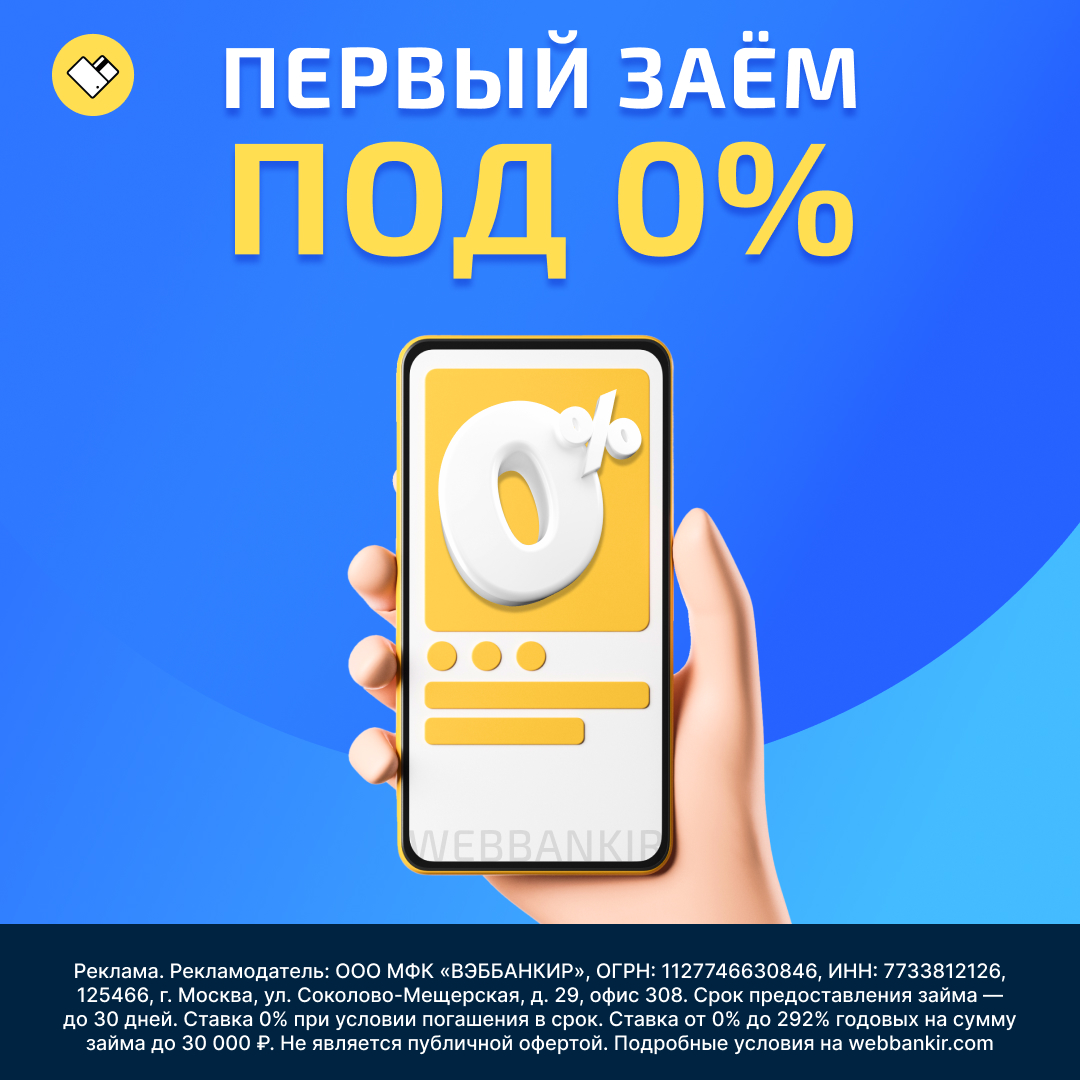 ПЕРВЫЙ ЗАЁМ
ПОД 0%
0%
WEBBANKIR
Реклама. Рекламодатель: ООО МФК «ВЭББАНКИР», ОГРН: 1127746630846, ИНН: 7733812126,
125466, г. Москва, ул. Соколово-Мещерская, д. 29, офис 308. Срок предоставления займа —
до 30 дней. Ставка 0% при условии погашения в срок. Ставка от 0% до 292% годовых на сумму
займа до 30 000 ₽. Не является публичной офертой. Подробные условия на webbankir.com